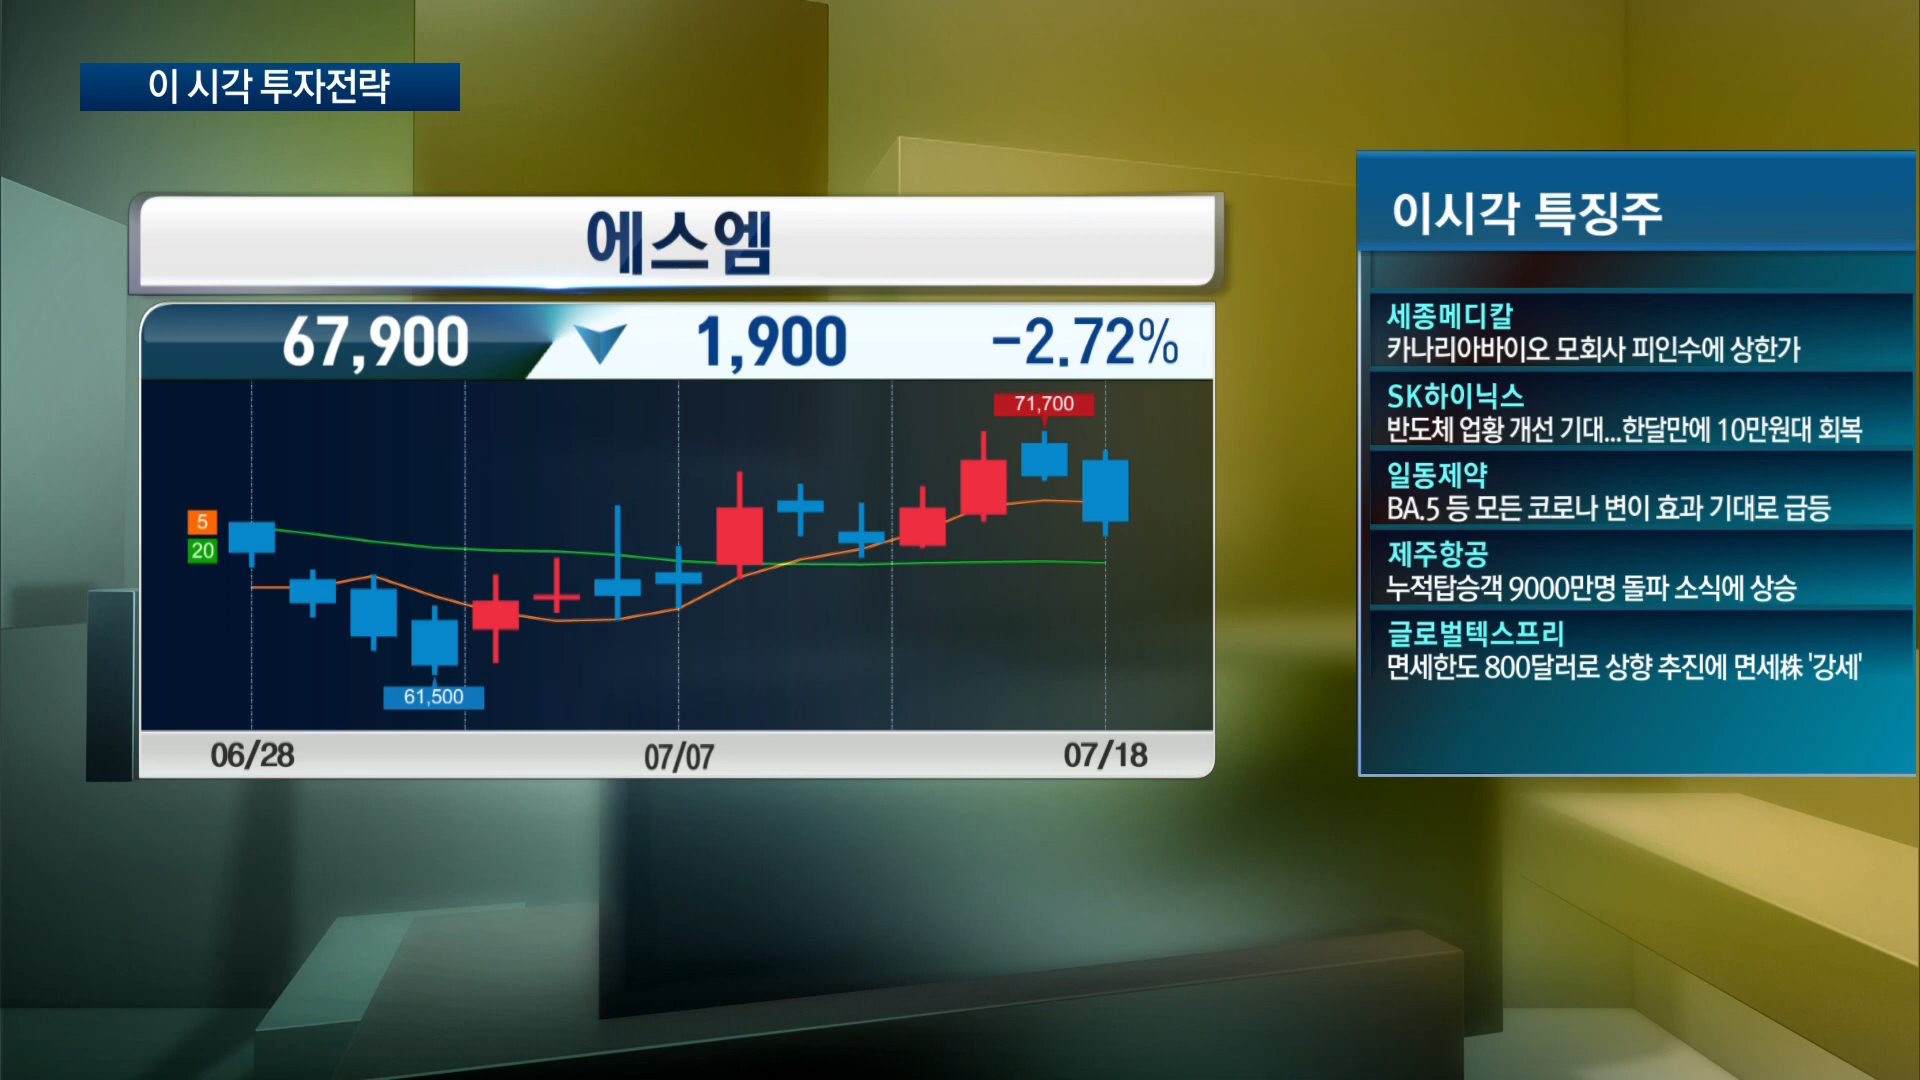 이 시각 투자전략
에스엠
67,900 1,900 -2.72%
71,700
5
20
61,500
06/28 07/07 07/18
이시각 특징주
세종메디칼
카나리아바이오 모회사 피인수에 상한가
SK하이닉스
반도체 업황 개선 기대...한달만에 10만원대 회복
일동제약
BA.5 등 모든 코로나 변이 효과 기대로 급등
제주항공
누적탑승객 9000만명 돌파 소식에 상승
글로벌텍스프리
면세한도 800달러로 상향 추진에 면세株 '강세'